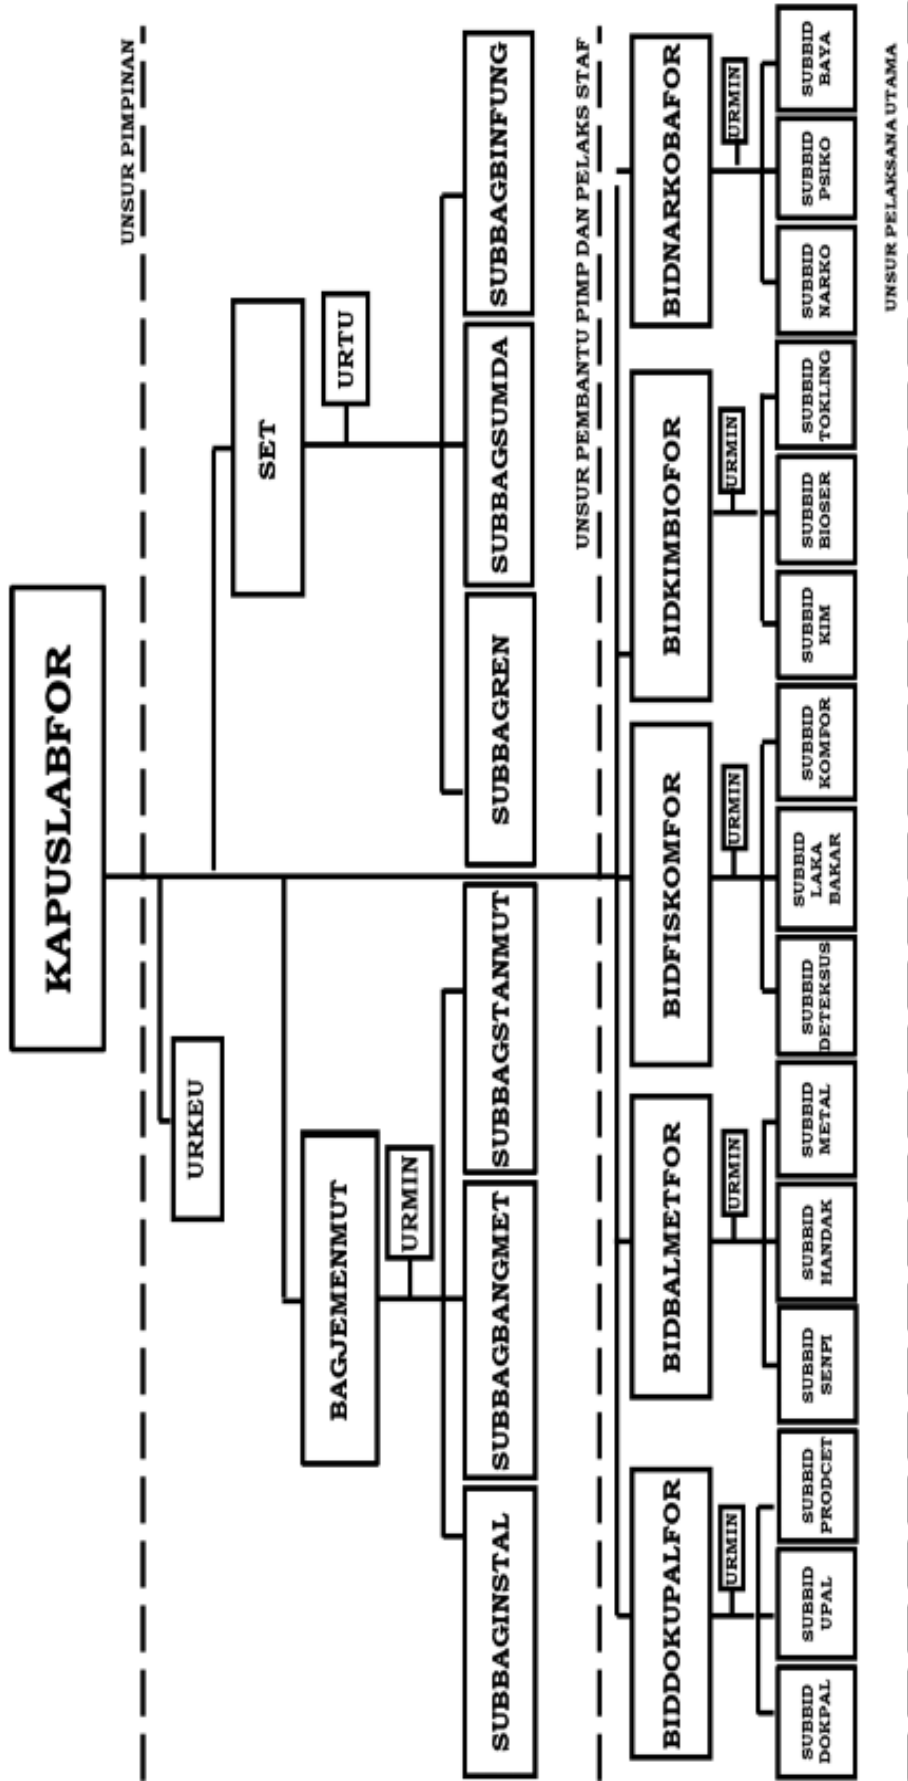 KAPUSLABFOR
UNSUR PIMPINAN
URKEU
SET
URTU
BAGJEMENMUT
URMIN
SUBBAGINSTAL
SUBBAGBANGMET
SUBBAGSTANMUT
SUBBAGREN
SUBBAGSUMDA
SUBBAGBINFUNG
UNSUR PEMBANTU PIMP DAN PELAKS STAF
BIDDOKUPALFOR
BIDBALMETFOR
BIDFISKOMFOR
BIDKIMBIOFOR
BIDNARKOBAFOR
URMIN
URMIN
URMIN
URMIN
URMIN
SUBBID
DOKPAL
SUBBID
UPAL
SUBBID
PRODCET
SUBBID
SENPI
SUBBID
HANDAK
SUBBID
METAL
SUBBID
DETEKSUS
SUBBID
LAKA
BAKAR
SUBBID
KOMFOR
SUBBID
KIM
SUBBID
BIOSER
SUBBID
TOKLING
SUBBID
NARKO
SUBBID
PSIKO
SUBBID
BAYA
UNSUR PELAKSANA UTAMA